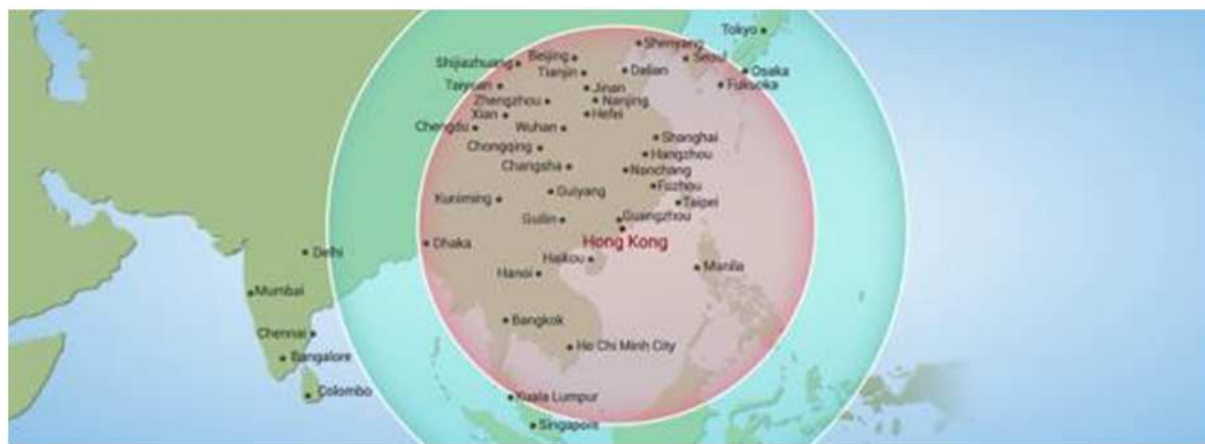 Tokyo
Shenyang
Beijing
Seoul
Shijiazhuang
Tianjin
Dalian
Osaka
Taiyuan
Jinan
Fukuoka
Zhengzhou
Nanjing
Xian
Hefei
Chengdu
Wuhan
Shanghai
Chongqing
Hangzhou
Changsha
Nanchang
Guiyang
Fuzhou
Kunming
Taipei
Guilin
Guangzhou
Hong Kong
Dhaka
Delhi
Haikou
Hanoi
Manila
Mumbai
Bangkok
Chennai
Ho Chi Minh City
Bangalore
Colombo
Kuala Lumpur
Singapore